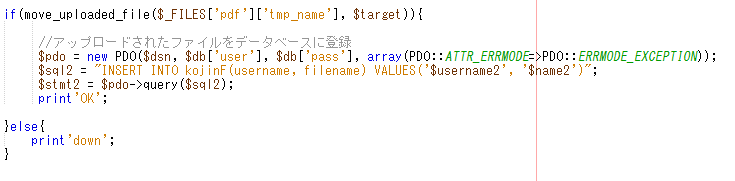 if(move_uploaded_file($_FILES['pdf']['tmp_name'], $target)){
//アップロードされたファイルをデータベースに登録
$pdo = new PDO($dsn, $db['user'], $db['pass'], array(PDO::ATTR_ERRMODE=>PDO::ERRMODE_EXCEPTION));
$sql2 = "INSERT INTO kojinF(username, filename) VALUES('$username2', '$name2')";
$stmt2 = $pdo->query($sql2);
print'OK';
}else{
print'down';
}